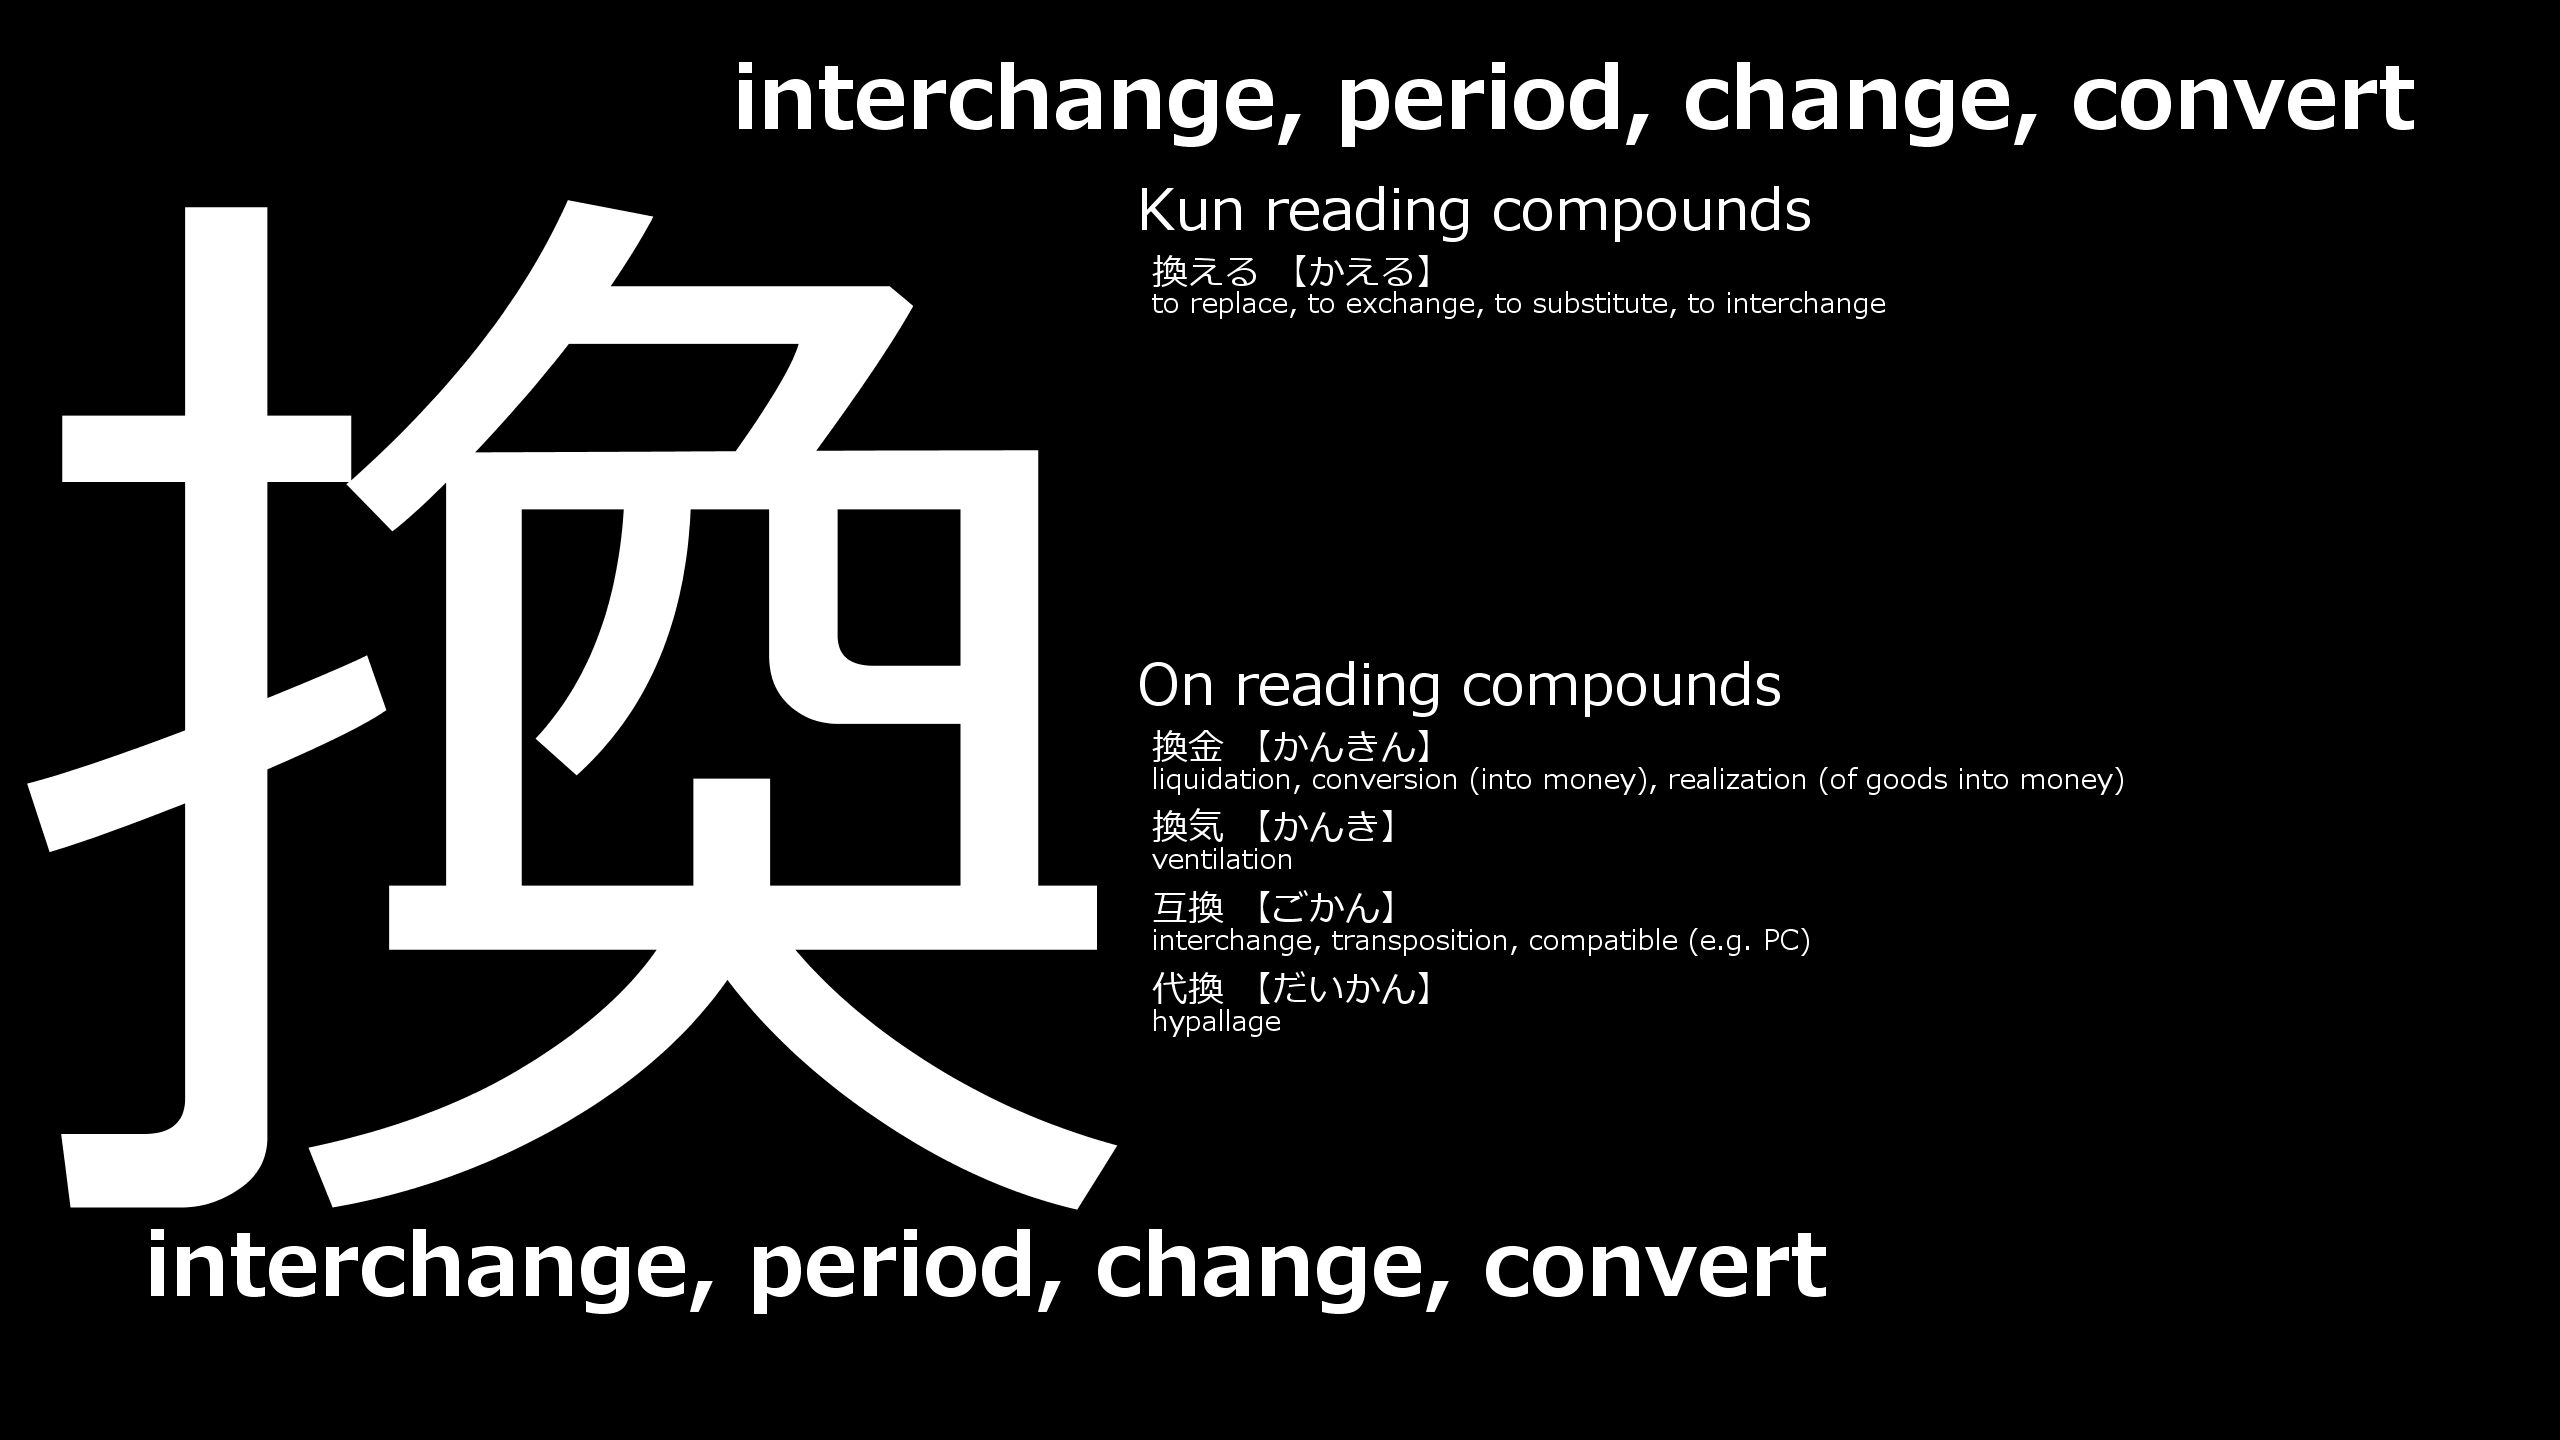 interchange, period, change, convert
換
Kun reading compounds
換える 【かえる】
to replace, to exchange, to substitute, to interchange
On reading compounds
換金 【かんきん】
liquidation, conversion (into money), realization (of goods into money)
換気 【かんき】
ventilation
互換 【ごかん】
interchange, transposition, compatible (e.g. PC)
代換 【だいかん】
hypallage
interchange, period, change, convert